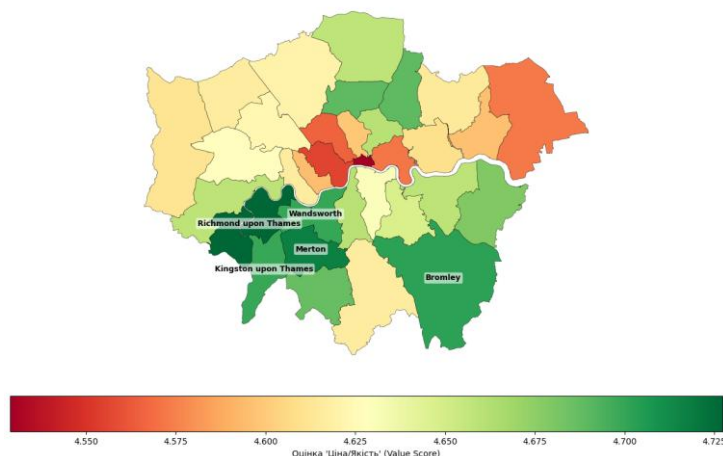 Wandsworth
Richmond upon Thames
Merton
Kingston upon Thames
Bromley
4.550 4.575 4.600 4.625 4.650 4.675 4.700 4.725
Оцінка 'Ціна/Якість' (Value Score)